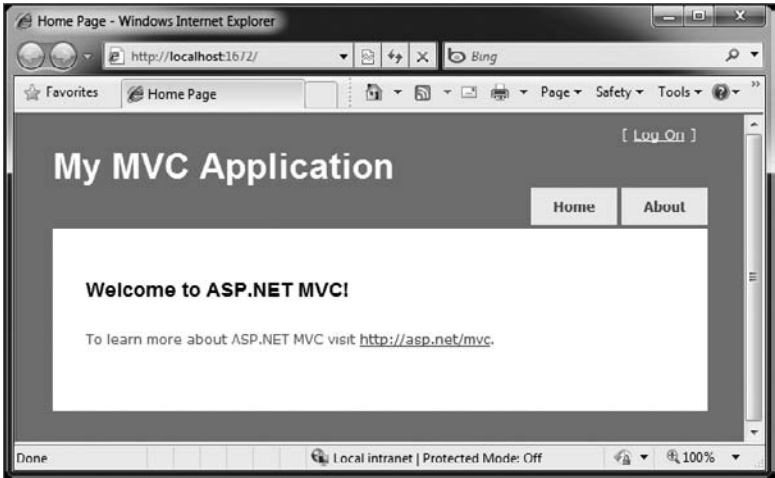 Home Page - Windows Internet Explorer
http://localhost:1672/
Bing
Favorites
Home Page
Page
Safety
Tools
[ Log On ]
My MVC Application
Home
About
Welcome to ASP.NET MVC!
To learn more about ASP.NET MVC visit http://asp.net/mvc.
Done
Local intranet | Protected Mode: Off
100%